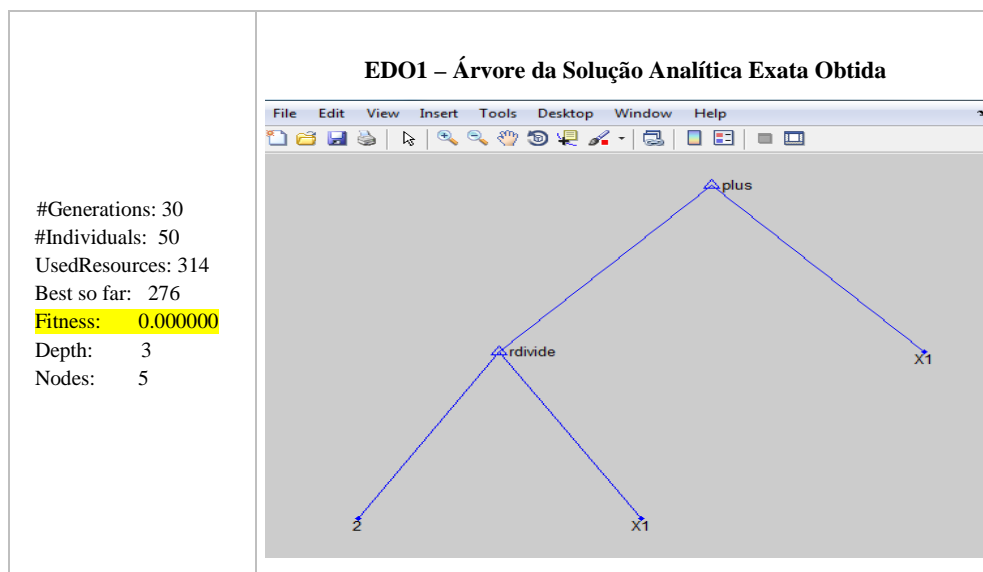 #Generations: 30
#Individuals: 50
UsedResources: 314
Best so far: 276
Fitness: 0.000000
Depth: 3
Nodes: 5
EDO1 – Árvore da Solução Analítica Exata Obtida
File Edit View Insert Tools Desktop Window Help
plus
rdivide
X1
2
X1